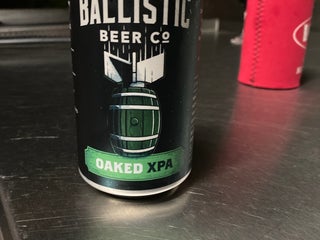 BALLISTIC
BEER CO
OAKED XPA